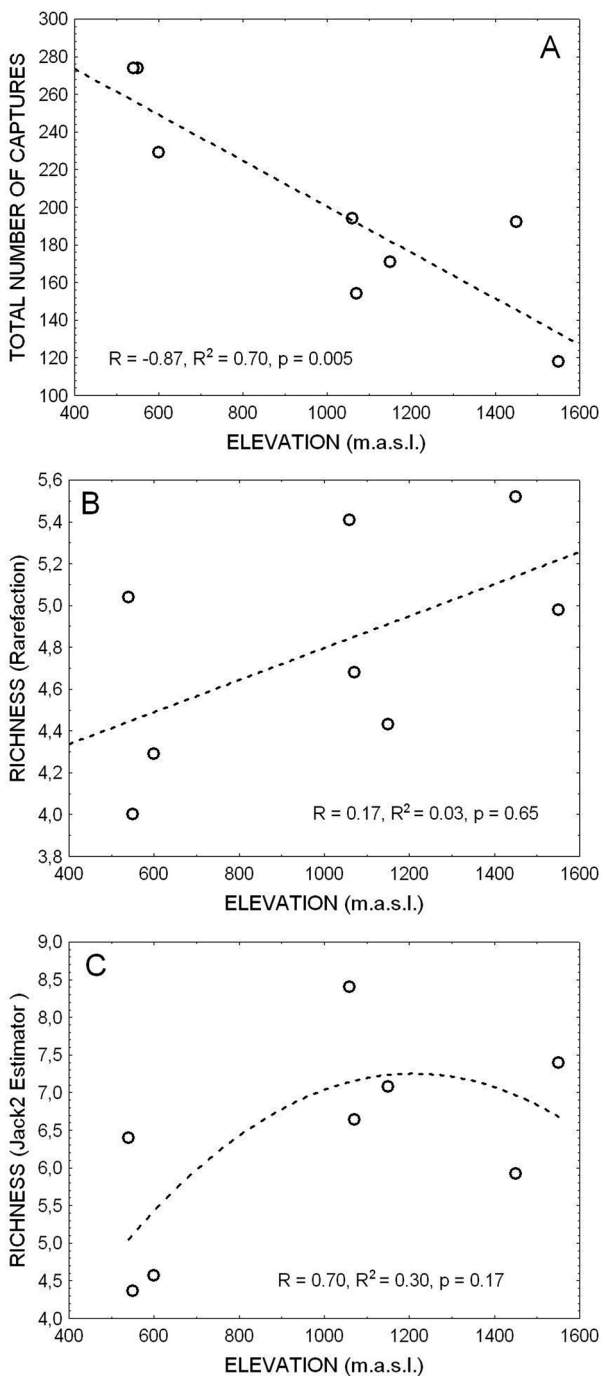 A
TOTAL NUMBER OF CAPTURES
300
280
260
240
220
200
180
160
140
120
100
R = -0.87, R² = 0.70, p = 0.005
400 600 800 1000 1200 1400 1600
ELEVATION (m.a.s.l.)
B
RICHNESS (Rarefaction)
5,6
5,4
5,2
5,0
4,8
4,6
4,4
4,2
4,0
3,8
R = 0.17, R² = 0.03, p = 0.65
400 600 800 1000 1200 1400 1600
ELEVATION (m.a.s.l.)
C
RICHNESS (Jack2 Estimator )
9,0
8,5
8,0
7,5
7,0
6,5
6,0
5,5
5,0
4,5
4,0
R = 0.70, R² = 0.30, p = 0.17
400 600 800 1000 1200 1400 1600
ELEVATION (m.a.s.l.)